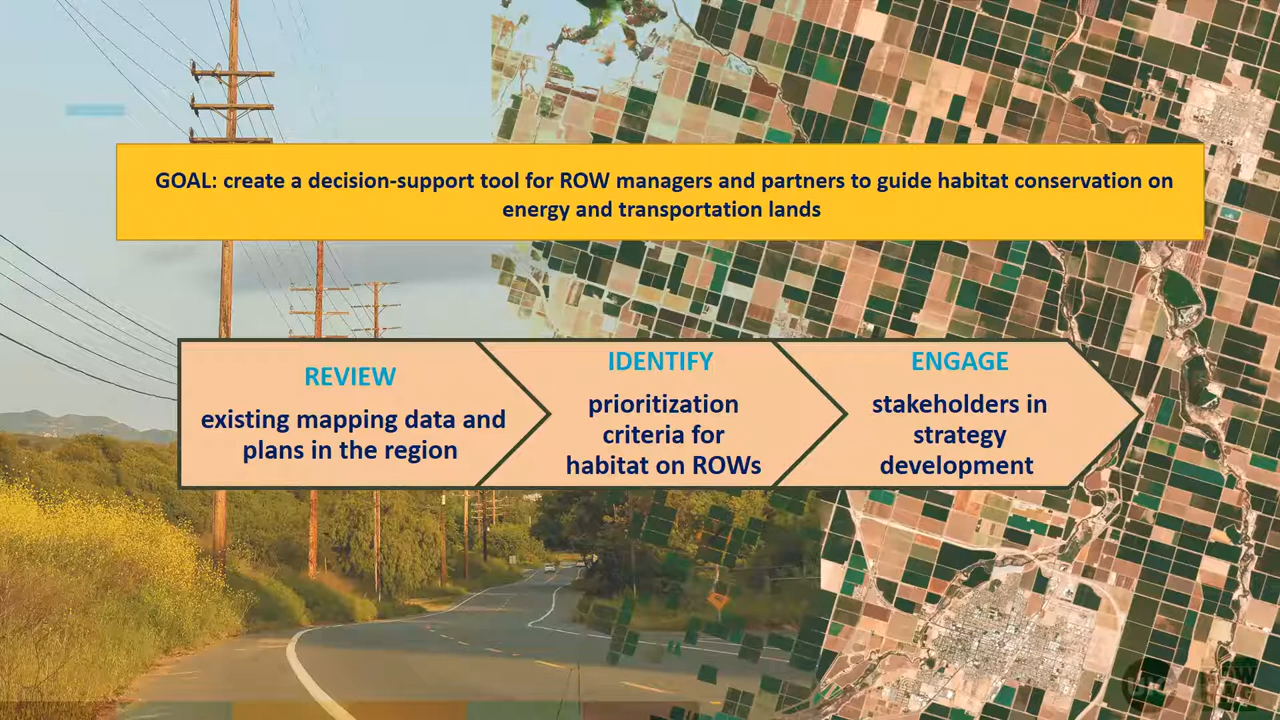 GOAL: create a decision-support tool for ROW managers and partners to guide habitat conservation on
energy and transportation lands
REVIEW
existing mapping data and
plans in the region
IDENTIFY
prioritization
criteria for
habitat on ROWs
ENGAGE
stakeholders in
strategy
development